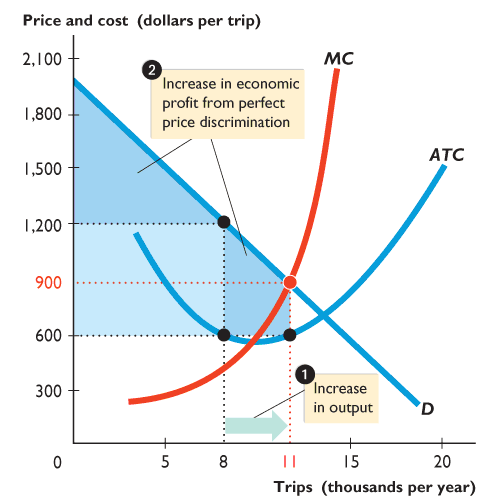 Price and cost (dollars per trip)
2,100
MC
2
Increase in economic
profit from perfect
price discrimination
1,800
ATC
1,500
1,200
900
600
1
Increase
in output
300
D
0
5
8
11
15
20
Trips (thousands per year)